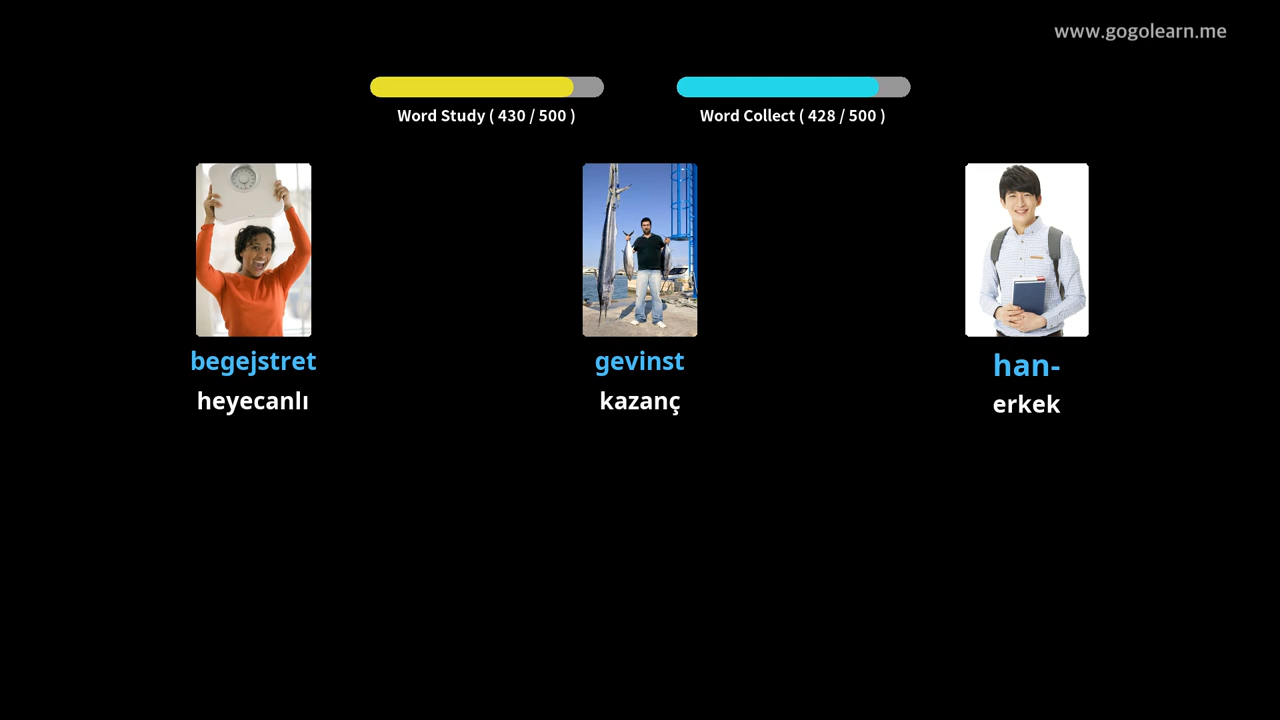 www.gogolearn.me
Word Study ( 430 / 500 )
Word Collect ( 428 / 500 )
begejstret
heyecanlı
gevinst
kazanç
han-
erkek